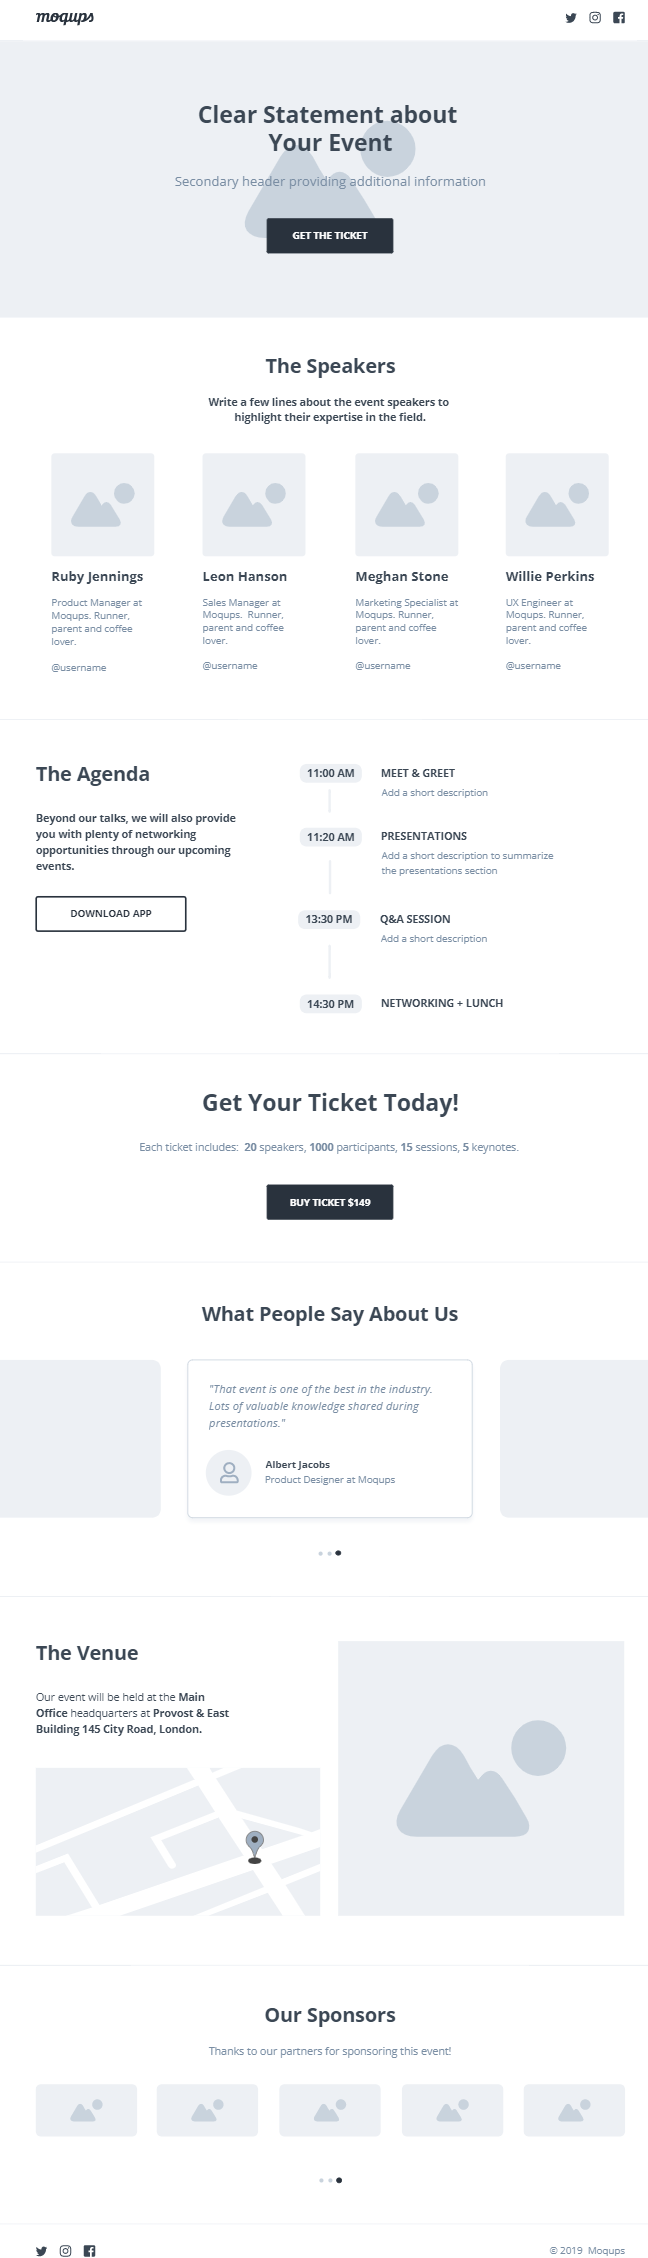 moqups
Clear Statement about
Your Event
Secondary header providing additional information
GET THE TICKET
The Speakers
Write a few lines about the event speakers to
highlight their expertise in the field.
Ruby Jennings
Product Manager at
Moqups. Runner,
parent and coffee
lover.
@username
Leon Hanson
Sales Manager at
Moqups.  Runner,
parent and coffee
lover.
@username
Meghan Stone
Marketing Specialist at
Moqups. Runner,
parent and coffee
lover.
@username
Willie Perkins
UX Engineer at
Moqups. Runner,
parent and coffee
lover.
@username
The Agenda
Beyond our talks, we will also provide
you with plenty of networking
opportunities through our upcoming
events.
DOWNLOAD APP
11:00 AM
MEET & GREET
Add a short description
11:20 AM
PRESENTATIONS
Add a short description to summarize
the presentations section
13:30 PM
Q&A SESSION
Add a short description
14:30 PM
NETWORKING + LUNCH
Get Your Ticket Today!
Each ticket includes:  20 speakers, 1000 participants, 15 sessions, 5 keynotes.
BUY TICKET $149
What People Say About Us
"That event is one of the best in the industry.
Lots of valuable knowledge shared during
presentations."
Albert Jacobs
Product Designer at Moqups
The Venue
Our event will be held at the Main
Office headquarters at Provost & East
Building 145 City Road, London.
Our Sponsors
Thanks to our partners for sponsoring this event!
© 2019  Moqups